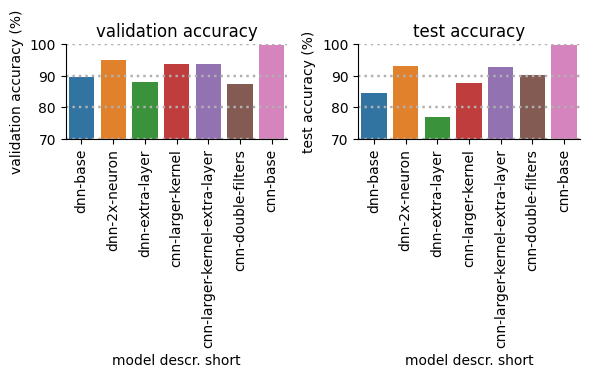 validation accuracy
validation accuracy (%)
100
90
80
70
dnn-base
dnn-2x-neuron
dnn-extra-layer
cnn-larger-kernel
cnn-larger-kernel-extra-layer
cnn-double-filters
cnn-base
model descr. short
test accuracy
test accuracy (%)
100
90
80
70
dnn-base
dnn-2x-neuron
dnn-extra-layer
cnn-larger-kernel
cnn-larger-kernel-extra-layer
cnn-double-filters
cnn-base
model descr. short